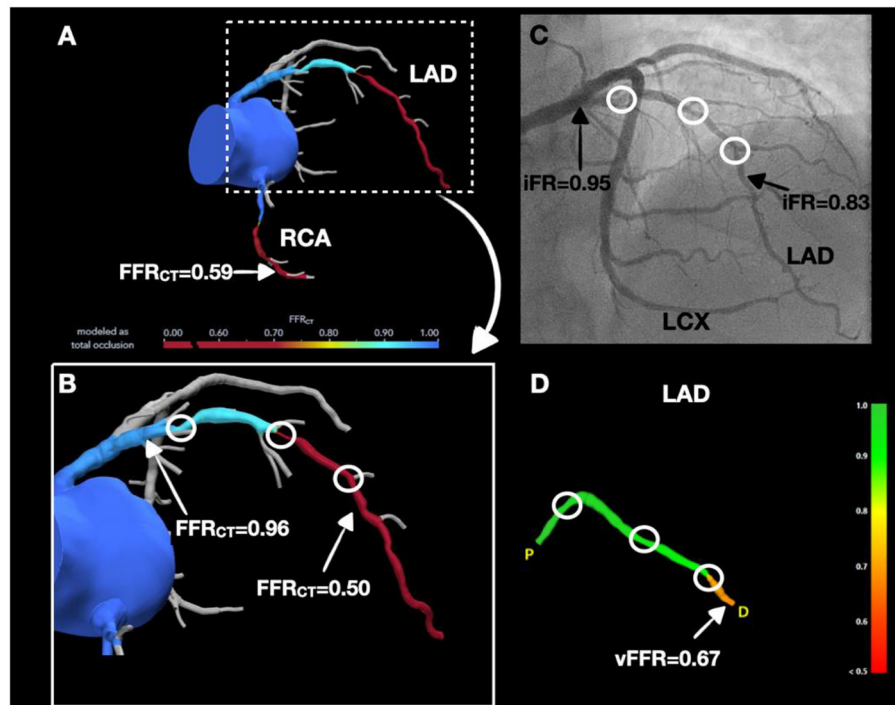 A
LAD
RCA
FFRCT=0.59
FFRCT
modeled as
total occlusion
0.00 0.70 0.80 0.90 1.00
B
FFRCT=0.96
FFRCT=0.50
C
iFR=0.95
iFR=0.83
LAD
LCX
D
LAD
P
D
vFFR=0.67
1.0
0.9
0.8
0.7
0.6
< 0.5